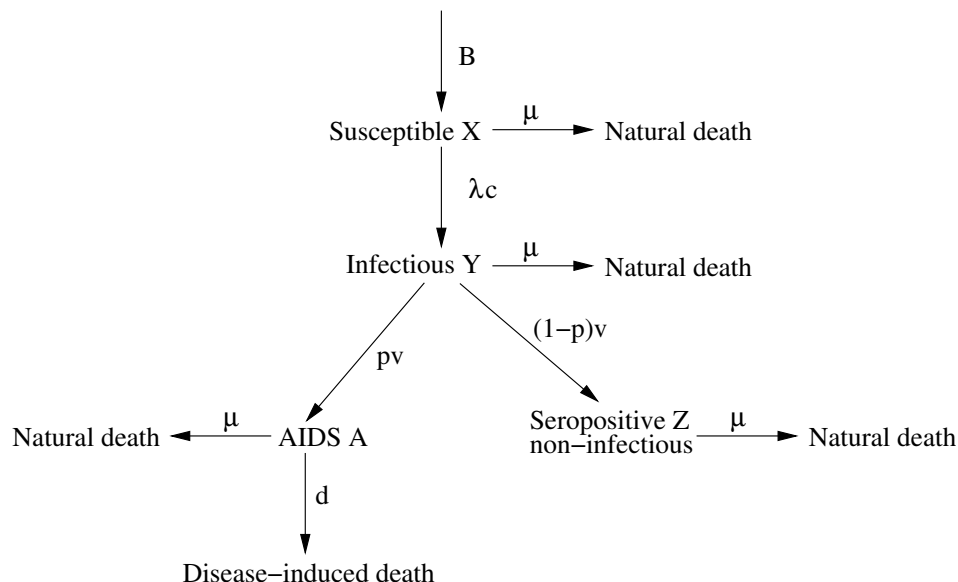 B
Susceptible X
μ
Natural death
λc
Infectious Y
μ
Natural death
pv
(1−p)v
Natural death
μ
AIDS A
Seropositive Z
non−infectious
μ
Natural death
d
Disease−induced death